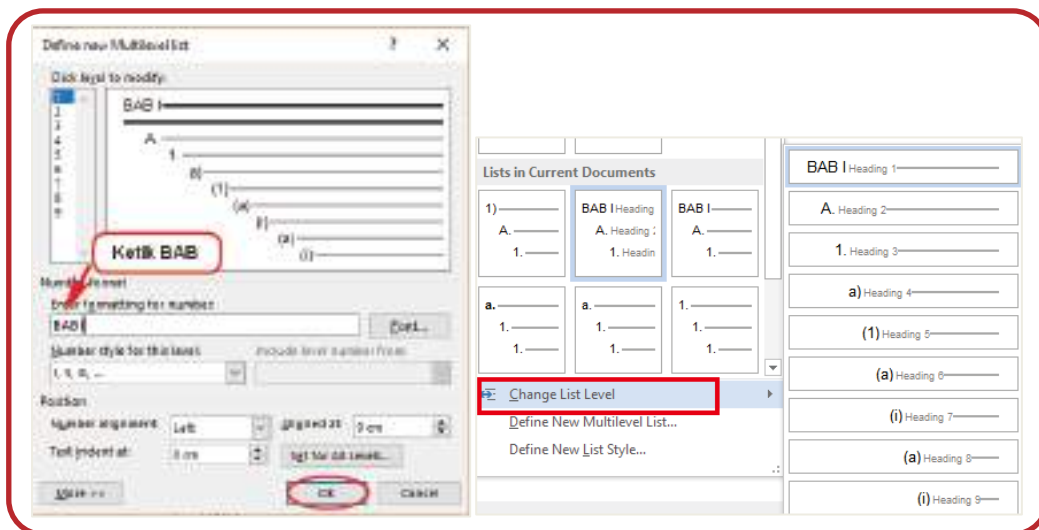 Define new Multilevel list ? ×
Click level to modify:
1
2
3
4
5
6
7
8
9
BAB I
A.
1.
a)
(1)
(a)
(i)
(a)
(i)
Ketik BAB
Number format
Enter formatting for number:
BAB I
Font...
Number style for this level:
Include level number from:
I, II, III, ...
Position
Number alignment:
Left
Aligned at:
0 cm
Text indent at:
0 cm
Set for All Levels...
More >>
OK
Cancel
Lists in Current Documents
1)
A.
1.
BAB I Heading
A. Heading 2
1. Headin
BAB I
A.
1.
a.
1.
1.
a.
1.
1.
1.
1.
1.
Change List Level
Define New Multilevel List...
Define New List Style...
BAB I Heading 1
A. Heading 2
1. Heading 3
a) Heading 4
(1) Heading 5
(a) Heading 6
(i) Heading 7
(a) Heading 8
(i) Heading 9